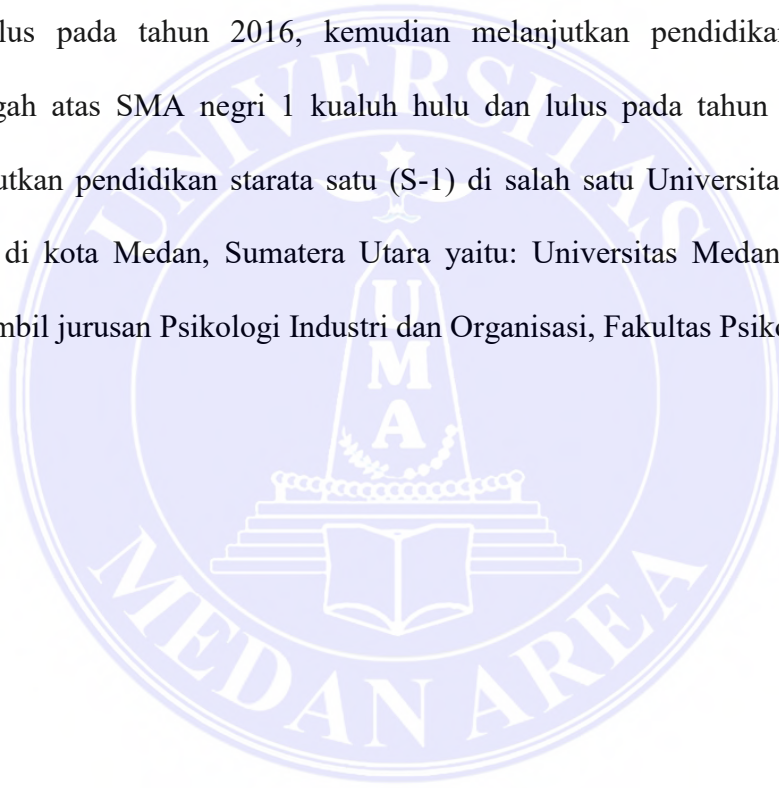 lus pada tahun 2016, kemudian melanjutkan pendidikan
gah atas SMA negri 1 kualuh hulu dan lulus pada tahun
utkan pendidikan starata satu (S-1) di salah satu Universita
di kota Medan, Sumatera Utara yaitu: Universitas Medan
mbil jurusan Psikologi Industri dan Organisasi, Fakultas Psiko
UNIVERSITAS
U
M
A
MEDAN AREA